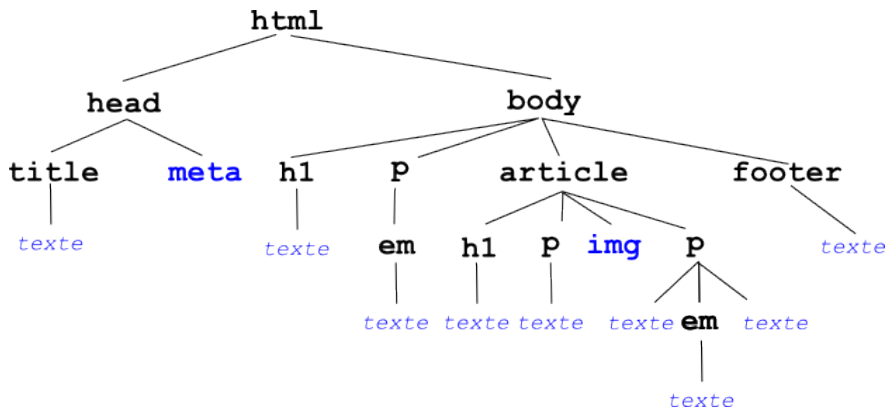 html
head body
title meta h1 p article footer
texte texte em h1 p img p texte
texte texte texte texte em texte
texte